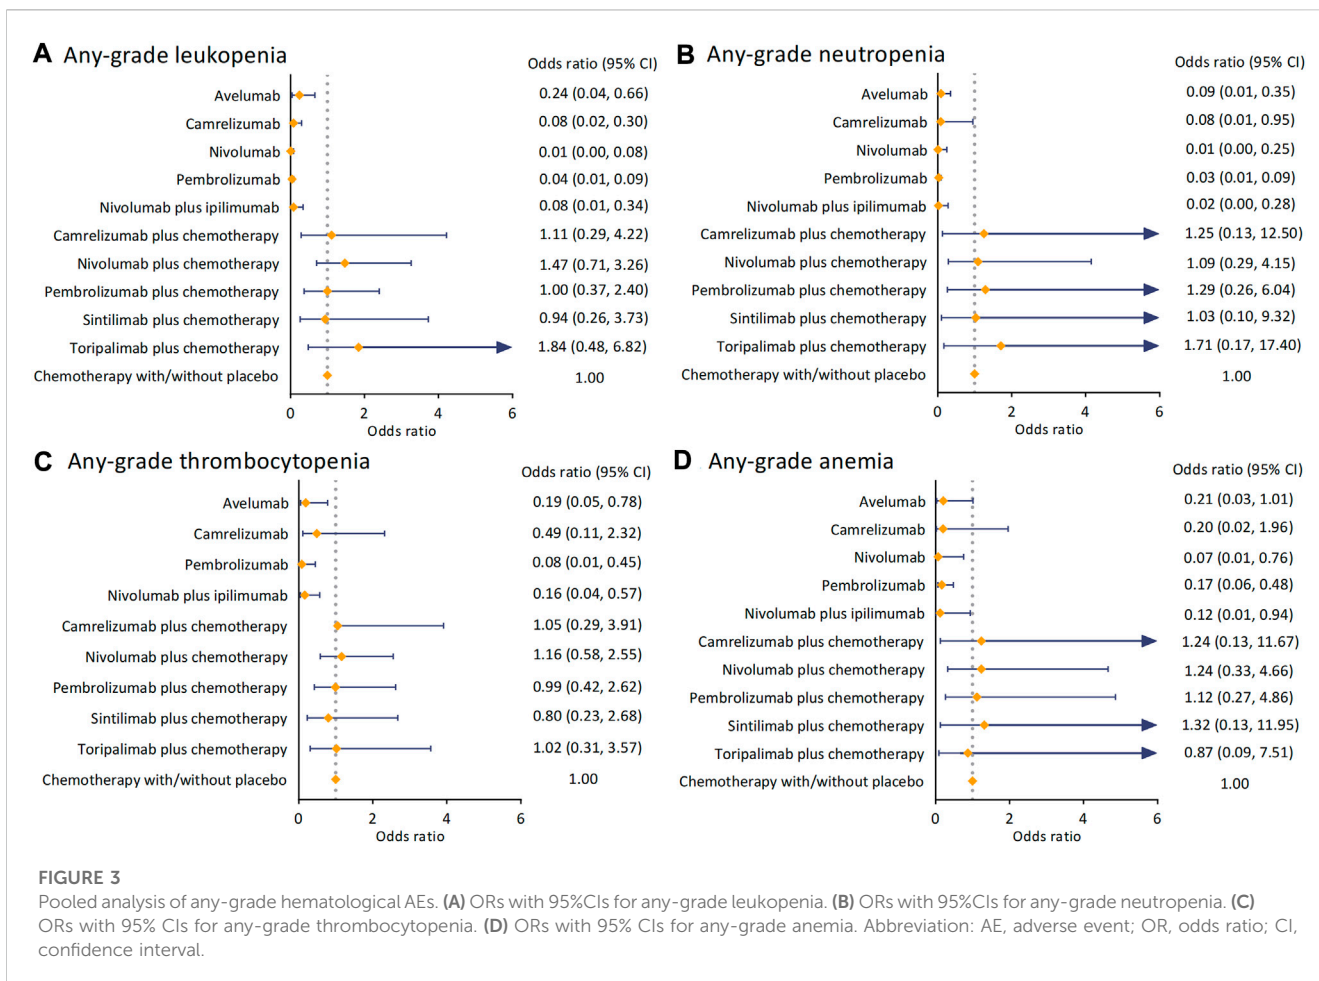 A Any-grade leukopenia
Odds ratio (95% CI)
Avelumab 0.24 (0.04, 0.66)
Camrelizumab 0.08 (0.02, 0.30)
Nivolumab 0.01 (0.00, 0.08)
Pembrolizumab 0.04 (0.01, 0.09)
Nivolumab plus ipilimumab 0.08 (0.01, 0.34)
Camrelizumab plus chemotherapy 1.11 (0.29, 4.22)
Nivolumab plus chemotherapy 1.47 (0.71, 3.26)
Pembrolizumab plus chemotherapy 1.00 (0.37, 2.40)
Sintilimab plus chemotherapy 0.94 (0.26, 3.73)
Toripalimab plus chemotherapy 1.84 (0.48, 6.82)
Chemotherapy with/without placebo 1.00
0 2 4 6
Odds ratio
B Any-grade neutropenia
Odds ratio (95% CI)
Avelumab 0.09 (0.01, 0.35)
Camrelizumab 0.08 (0.01, 0.95)
Nivolumab 0.01 (0.00, 0.25)
Pembrolizumab 0.03 (0.01, 0.09)
Nivolumab plus ipilimumab 0.02 (0.00, 0.28)
Camrelizumab plus chemotherapy 1.25 (0.13, 12.50)
Nivolumab plus chemotherapy 1.09 (0.29, 4.15)
Pembrolizumab plus chemotherapy 1.29 (0.26, 6.04)
Sintilimab plus chemotherapy 1.03 (0.10, 9.32)
Toripalimab plus chemotherapy 1.71 (0.17, 17.40)
Chemotherapy with/without placebo 1.00
0 2 4 6
Odds ratio
C Any-grade thrombocytopenia
Odds ratio (95% CI)
Avelumab 0.19 (0.05, 0.78)
Camrelizumab 0.49 (0.11, 2.32)
Pembrolizumab 0.08 (0.01, 0.45)
Nivolumab plus ipilimumab 0.16 (0.04, 0.57)
Camrelizumab plus chemotherapy 1.05 (0.29, 3.91)
Nivolumab plus chemotherapy 1.16 (0.58, 2.55)
Pembrolizumab plus chemotherapy 0.99 (0.42, 2.62)
Sintilimab plus chemotherapy 0.80 (0.23, 2.68)
Toripalimab plus chemotherapy 1.02 (0.31, 3.57)
Chemotherapy with/without placebo 1.00
0 2 4 6
Odds ratio
D Any-grade anemia
Odds ratio (95% CI)
Avelumab 0.21 (0.03, 1.01)
Camrelizumab 0.20 (0.02, 1.96)
Nivolumab 0.07 (0.01, 0.76)
Pembrolizumab 0.17 (0.06, 0.48)
Nivolumab plus ipilimumab 0.12 (0.01, 0.94)
Camrelizumab plus chemotherapy 1.24 (0.13, 11.67)
Nivolumab plus chemotherapy 1.24 (0.33, 4.66)
Pembrolizumab plus chemotherapy 1.12 (0.27, 4.86)
Sintilimab plus chemotherapy 1.32 (0.13, 11.95)
Toripalimab plus chemotherapy 0.87 (0.09, 7.51)
Chemotherapy with/without placebo 1.00
0 2 4 6
Odds ratio
FIGURE 3
Pooled analysis of any-grade hematological AEs. (A) ORs with 95%CIs for any-grade leukopenia. (B) ORs with 95%CIs for any-grade neutropenia. (C)
ORs with 95% CIs for any-grade thrombocytopenia. (D) ORs with 95% CIs for any-grade anemia. Abbreviation: AE, adverse event; OR, odds ratio; CI,
confidence interval.